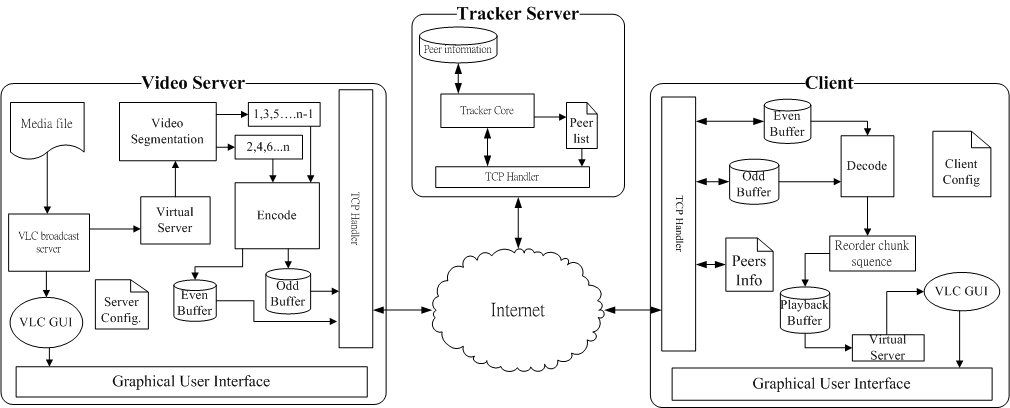 Tracker Server
Peer information
Tracker Core
Peer
list
TCP Handler
Video Server
Media file
Video
Segmentation
1,3,5….n-1
2,4,6...n
VLC broadcast
server
Virtual
Server
Encode
TCP Handler
VLC GUI
Server
Config.
Even
Buffer
Odd
Buffer
Graphical User Interface
Internet
Client
TCP Handler
Even
Buffer
Odd
Buffer
Decode
Client
Config
Peers
Info
Reorder chunk
squence
Playback
Buffer
Virtual
Server
VLC GUI
Graphical User Interface